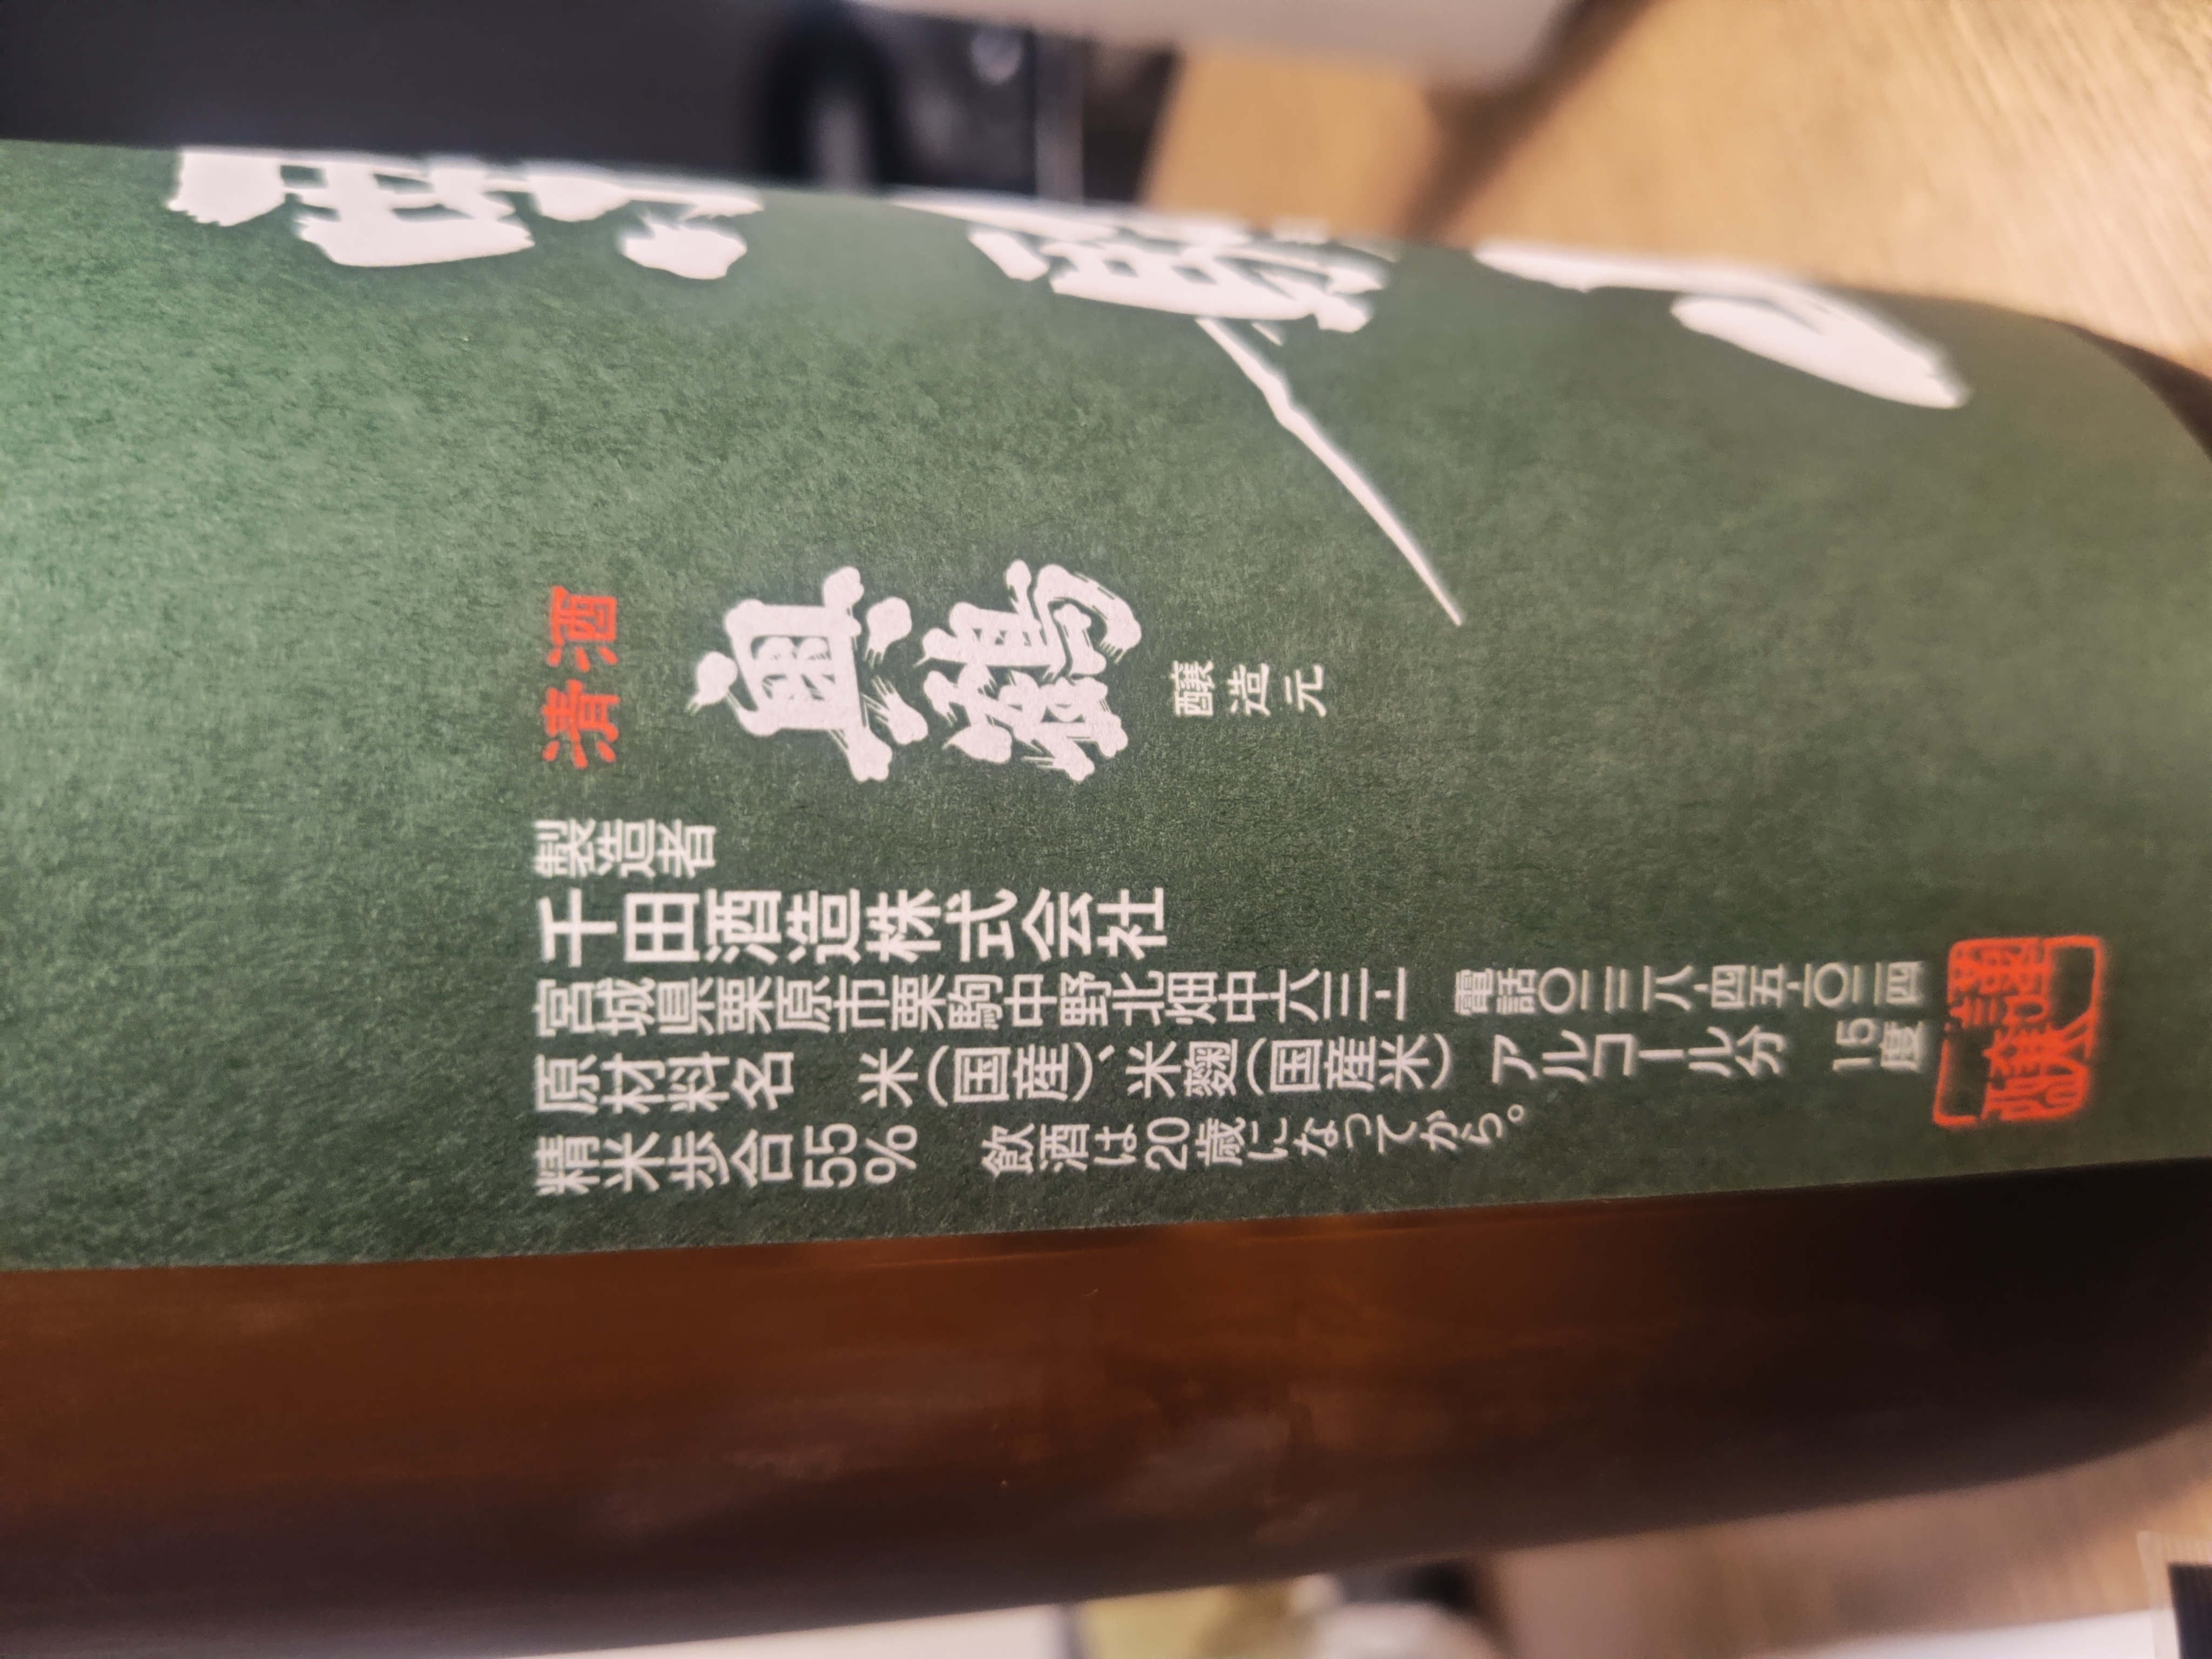 清酒
奥鶴
醸造元
製造者
千田酒造株式会社
宮城県栗原市栗駒中野北畑中六三ー一 電話〇二二八-四五-一〇二四
原材料名 米(国産)、米麹(国産米) アルコール分 15度
精米歩合55% 飲酒は20歳になってから。